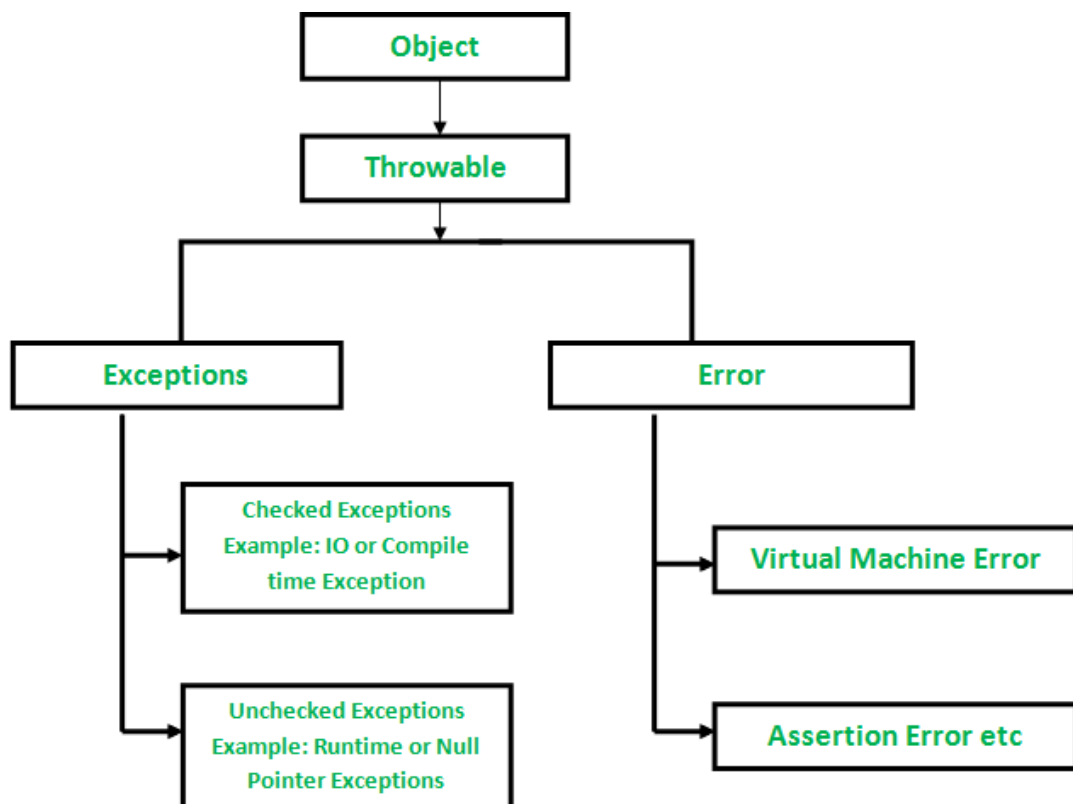 Object
Throwable
Exceptions
Error
Checked Exceptions
Example: IO or Compile
time Exception
Virtual Machine Error
Unchecked Exceptions
Example: Runtime or Null
Pointer Exceptions
Assertion Error etc